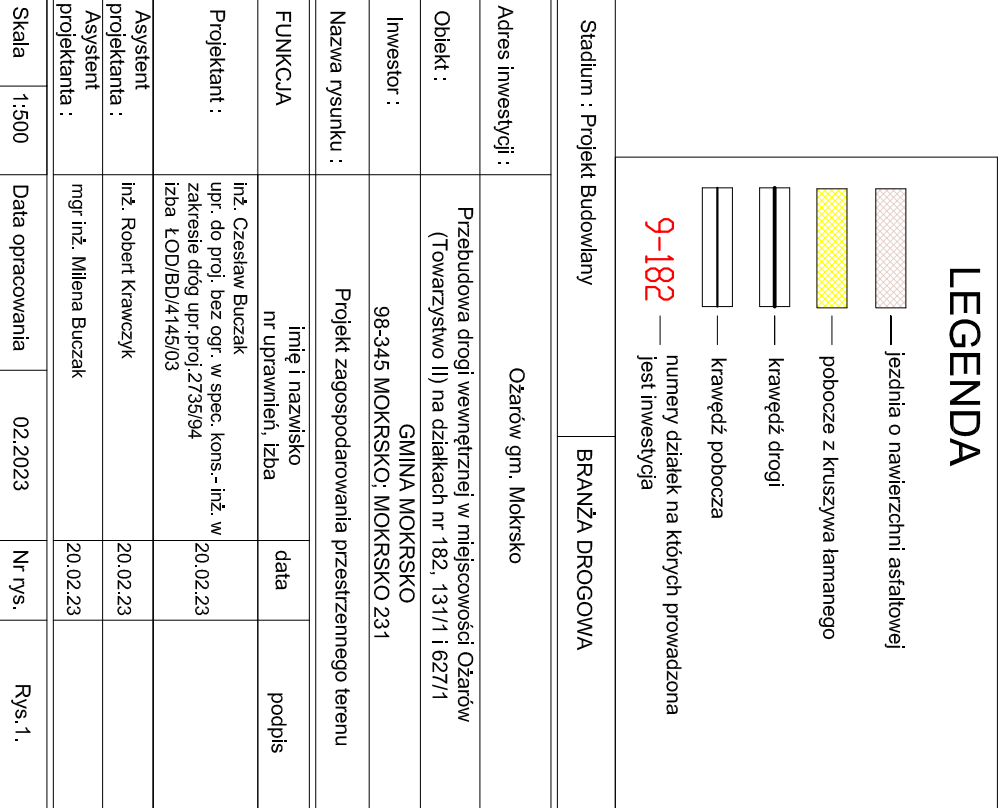 LEGENDA
jezdnia o nawierzchni asfaltowej
pobocze z kruszywa łamanego
krawędź drogi
krawędź pobocza
9-182
numery działek na których prowadzona
jest inwestycja
Stadium : Projekt Budowlany
BRANŻA DROGOWA
Adres inwestycji :
Ożarów gm. Mokrsko
Obiekt :
Przebudowa drogi wewnętrznej w miejscowości Ożarów
(Towarzystwo II) na działkach nr 182, 131/1 i 627/1
Inwestor :
GMINA MOKRSKO
98-345 MOKRSKO; MOKRSKO 231
Nazwa rysunku :
Projekt zagospodarowania przestrzennego terenu
FUNKCJA
imię i nazwisko
nr uprawnień, izba
data
podpis
Projektant :
inż. Czesław Buczak
upr. do proj. bez ogr. w spec. kons.- inż. w
zakresie dróg upr.proj.2735/94
izba ŁOD/BD/4145/03
20.02.23
Asystent
projektanta :
inż. Robert Krawczyk
20.02.23
Asystent
projektanta :
mgr inż. Milena Buczak
20.02.23
Skala
1:500
Data opracowania
02.2023
Nr rys.
Rys.1.